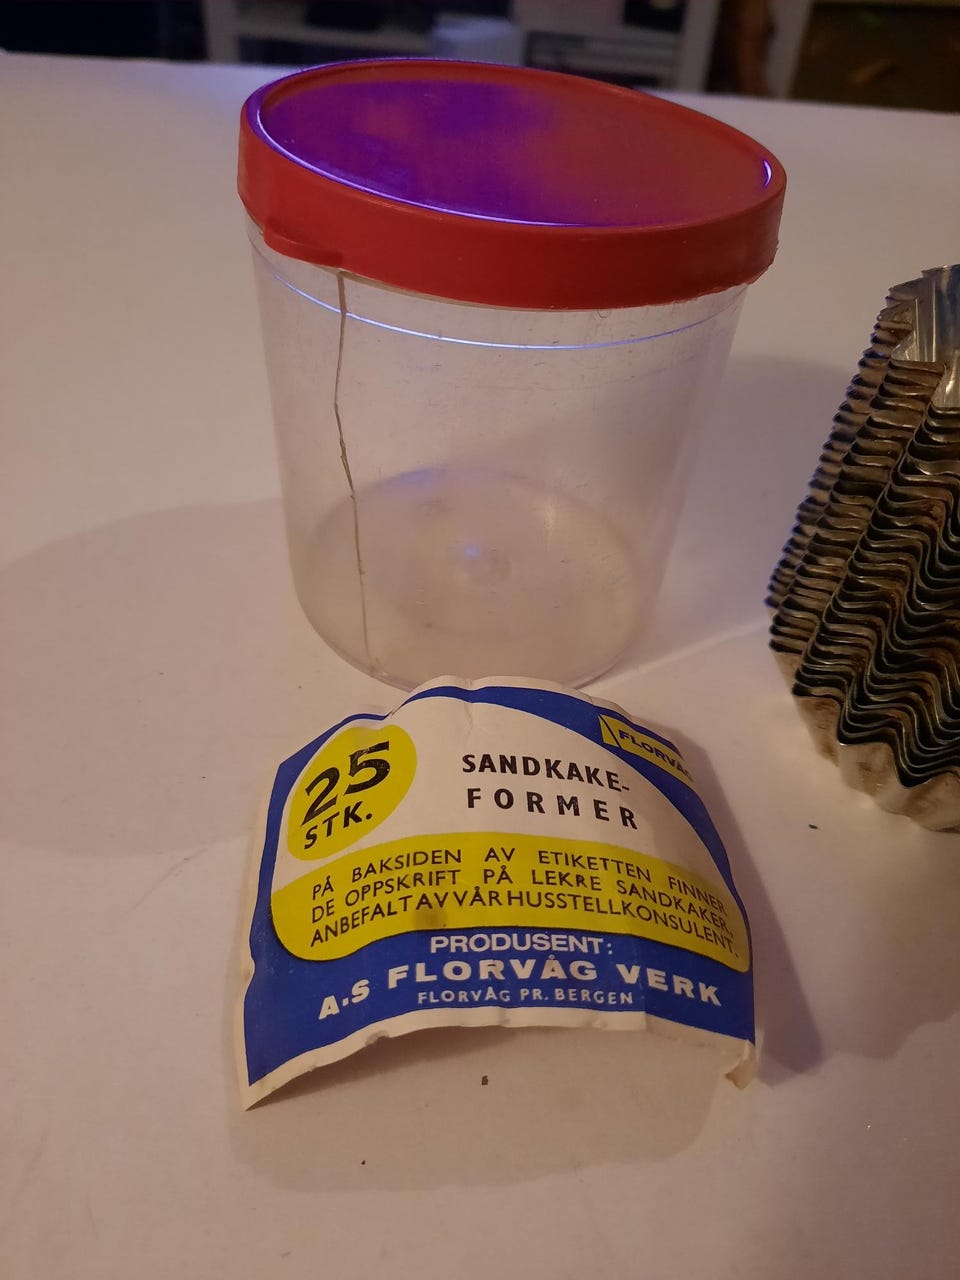 FLORVÅG
25
STK.
SANDKAKE-
FORMER
PÅ BAKSIDEN AV ETIKETTEN FINNER
DE OPPSKRIFT PÅ LEKRE SANDKAKER,
ANBEFALT AV VÅR HUSSTELLKONSULENT.
PRODUSENT:
A.S FLORVÅG VERK
FLORVÅG PR. BERGEN